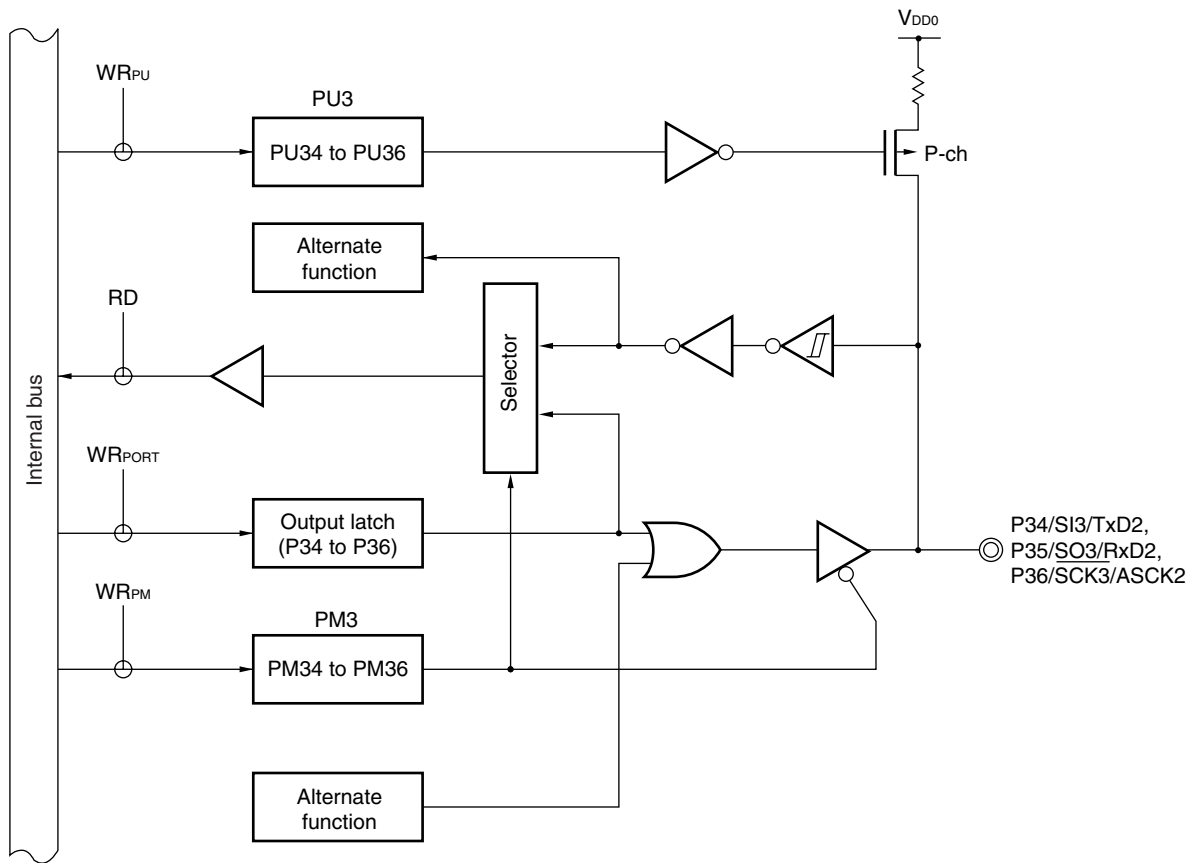 VDD0
WRPU
PU3
PU34 to PU36
P-ch
Alternate
function
RD
Selector
Internal bus
WRPORT
Output latch
(P34 to P36)
P34/SI3/TxD2,
P35/SO3/RxD2,
P36/SCK3/ASCK2
WRPM
PM3
PM34 to PM36
Alternate
function